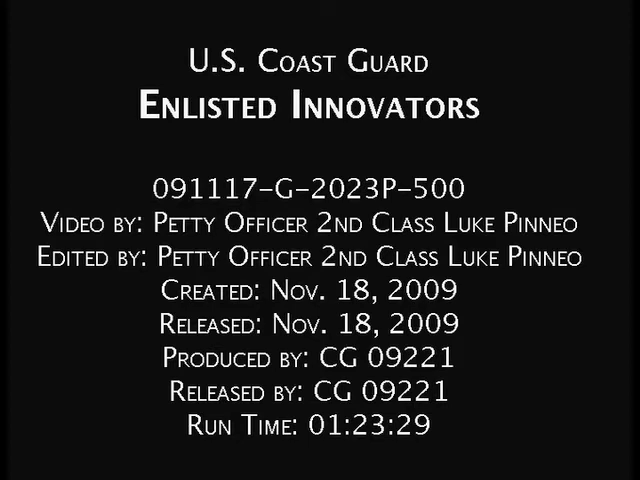 U.S. Coast Guard
Enlisted Innovators
091117-G-2023P-500
Video by: Petty Officer 2nd Class Luke Pinneo
Edited by: Petty Officer 2nd Class Luke Pinneo
Created: Nov. 18, 2009
Released: Nov. 18, 2009
Produced by: CG 09221
Released by: CG 09221
Run Time: 01:23:29